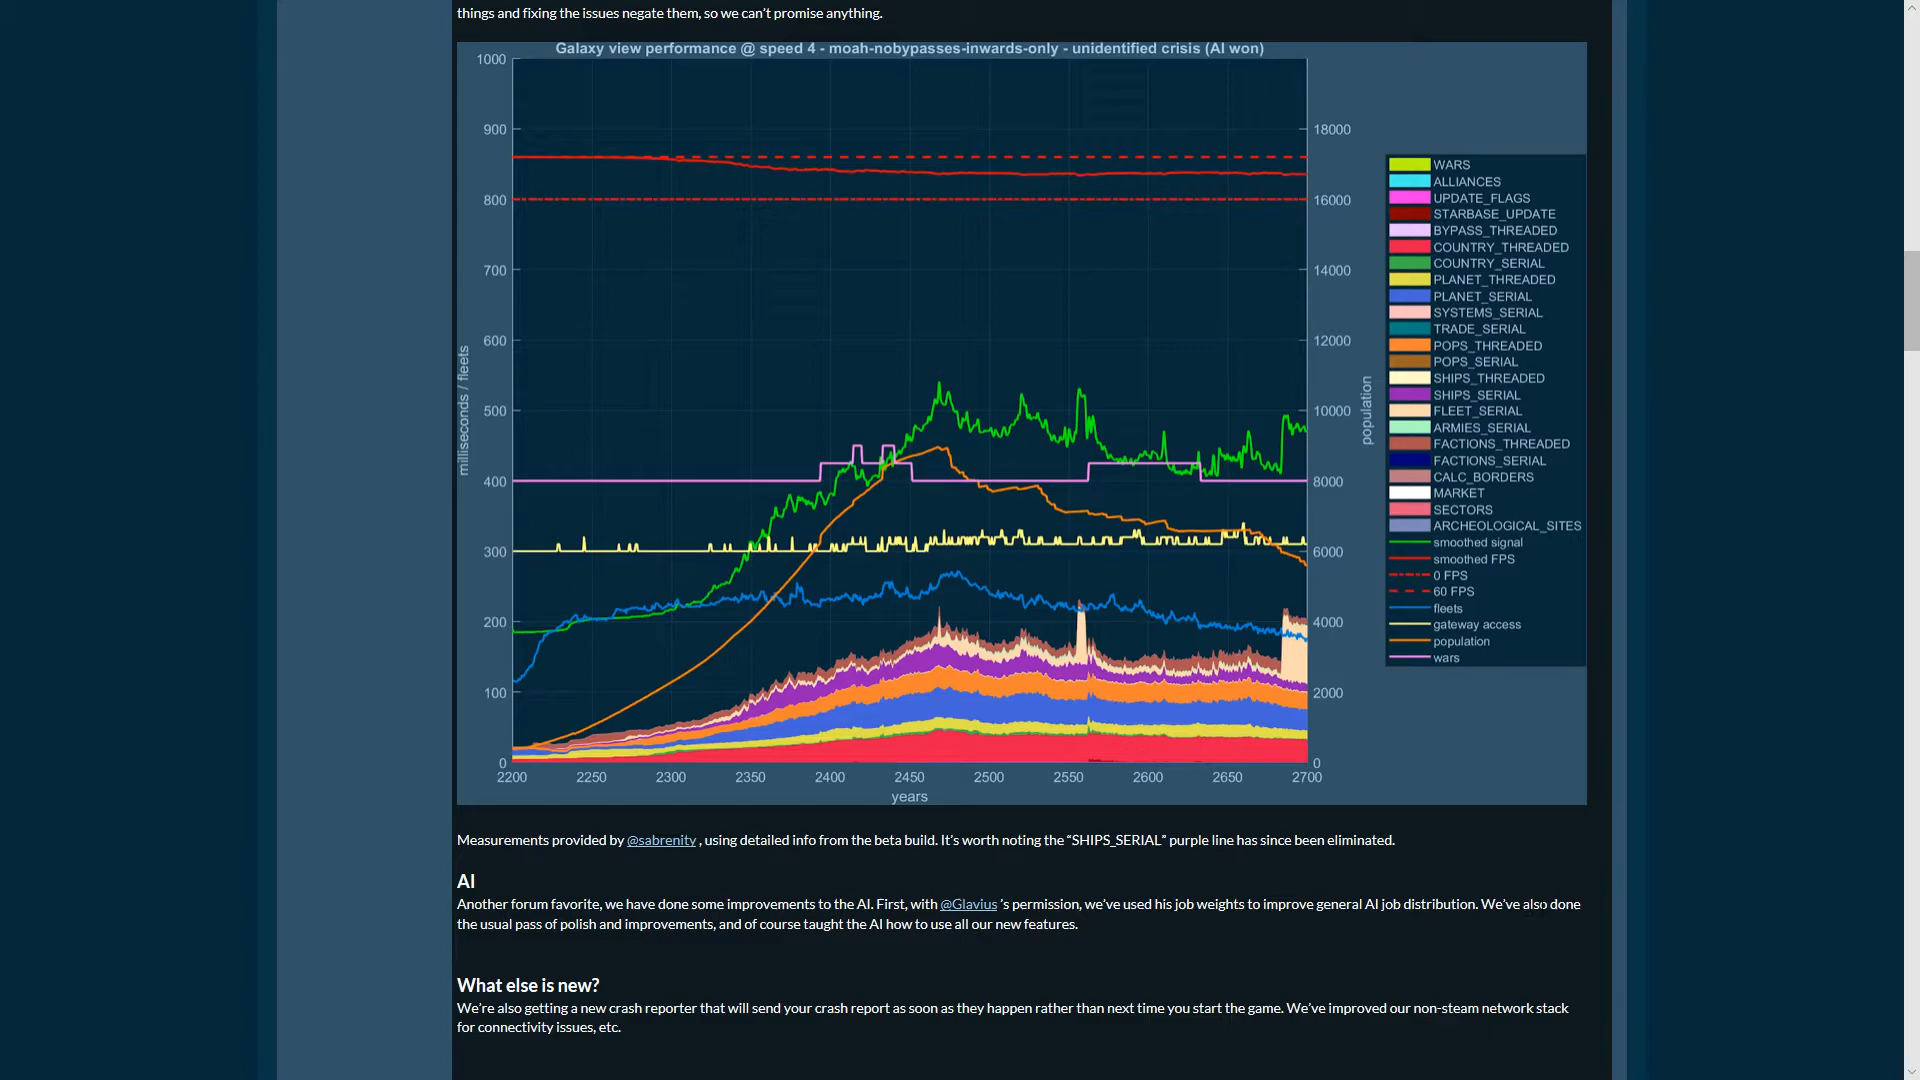 things and fixing the issues negate them, so we can't promise anything.
Galaxy view performance @ speed 4 - moah-nobypasses-inwards-only - unidentified crisis (AI won)
1000
900
800
700
600
500
400
300
200
100
0
milliseconds / fleets
18000
16000
14000
12000
10000
8000
6000
4000
2000
0
population
2200 2250 2300 2350 2400 2450 2500 2550 2600 2650 2700
years
WARS
ALLIANCES
UPDATE_FLAGS
STARBASE_UPDATE
BYPASS_THREADED
COUNTRY_THREADED
COUNTRY_SERIAL
PLANET_THREADED
PLANET_SERIAL
SYSTEMS_SERIAL
TRADE_SERIAL
POPS_THREADED
POPS_SERIAL
SHIPS_THREADED
SHIPS_SERIAL
FLEET_SERIAL
ARMIES_SERIAL
FACTIONS_THREADED
FACTIONS_SERIAL
CALC_BORDERS
MARKET
SECTORS
ARCHEOLOGICAL_SITES
smoothed signal
smoothed FPS
0 FPS
60 FPS
fleets
gateway access
population
wars
Measurements provided by @sabrenity , using detailed info from the beta build. It's worth noting the “SHIPS_SERIAL” purple line has since been eliminated.
AI
Another forum favorite, we have done some improvements to the AI. First, with @Glavius 's permission, we've used his job weights to improve general AI job distribution. We've also done
the usual pass of polish and improvements, and of course taught the AI how to use all our new features.
What else is new?
We're also getting a new crash reporter that will send your crash report as soon as they happen rather than next time you start the game. We've improved our non-steam network stack
for connectivity issues, etc.